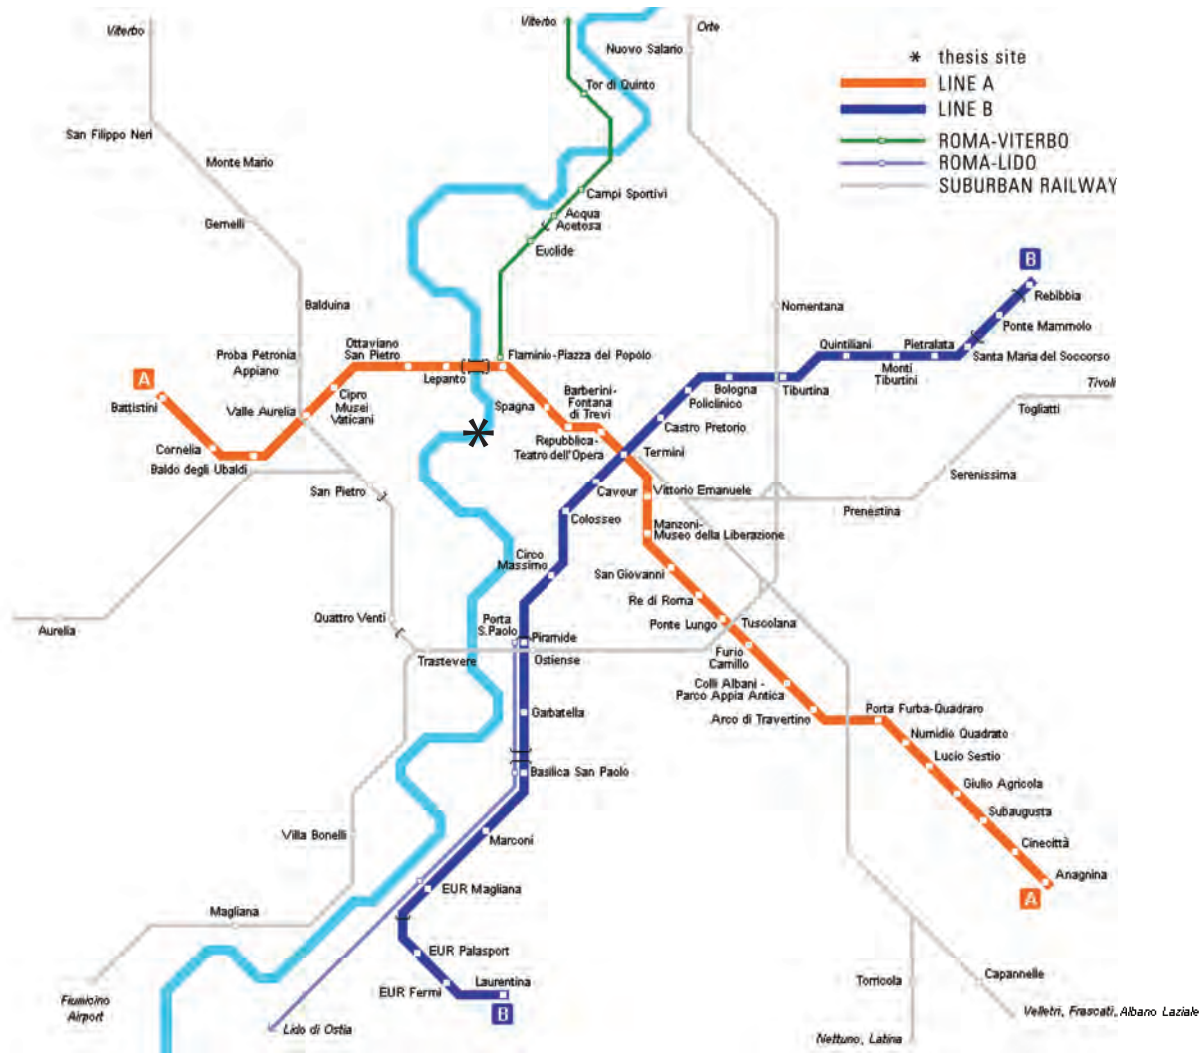 Viterbo
Viterbo
Orte
Nuovo Salario
Tor di Quinto
* thesis site
LINE A
LINE B
ROMA-VITERBO
ROMA-LIDO
SUBURBAN RAILWAY
San Filippo Neri
Monte Mario
Gemelli
Campi Sportivi
Acqua
Acetosa
Euclide
Balduina
Nomentana
B
Rebibbia
Ponte Mammolo
Santa Maria del Soccorso
Pietralata
Quintiliani
Monti
Tiburtini
Tiburtina
Bologna
Policlinico
Castro Pretorio
Tivoli
Togliatti
Serenissima
Prenestina
Proba Petronia
Appiano
Ottaviano
San Pietro
Lepanto
Flaminio-Piazza del Popolo
A
Battistini
Cipro
Musei
Vaticani
Valle Aurelia
Cornelia
Baldo degli Ubaldi
Spagna
Barberini-
Fontana
di Trevi
Repubblica-
Teatro dell'Opera
Termini
*
San Pietro
Cavour
Vittorio Emanuele
Colosseo
Manzoni-
Museo della Liberazione
Circo
Massimo
San Giovanni
Re di Roma
Ponte Lungo
Tuscolana
Aurelia
Quattro Venti
Porta
S.Paolo
Piramide
Trastevere
Ostiense
Furio
Camillo
Colli Albani -
Parco Appia Antica
Arco di Travertino
Porta Furba-Quadraro
Numidio Quadrato
Lucio Sestio
Giulio Agricola
Subaugusta
Cinecittà
Anagnina
A
Garbatella
Basilica San Paolo
Villa Bonelli
Marconi
EUR Magliana
Magliana
EUR Palasport
EUR Fermi
Laurentina
B
Fiumicino
Airport
Lido di Ostia
Torricola
Capannelle
Velletri, Frascati, Albano Laziale
Nettuno, Latina